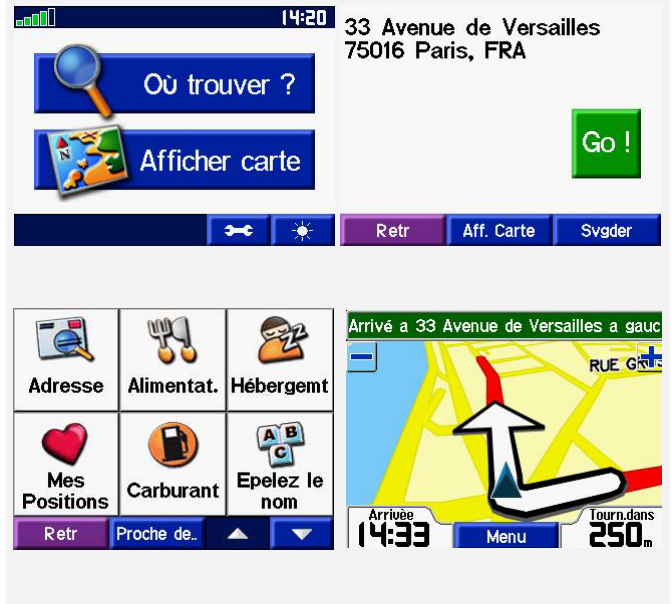 14:20
Où trouver ?
N
Afficher carte
33 Avenue de Versailles
75016 Paris, FRA
Go !
Retr
Aff. Carte
Svgder
Adresse
Alimentat.
Hébergemt
A B
C
Mes
Positions
Carburant
Epelez le
nom
Retr
Proche de..
Arrivé a 33 Avenue de Versailles a gauc
RUE
Arrivèe
14:33
Menu
Tourn.dans
250m